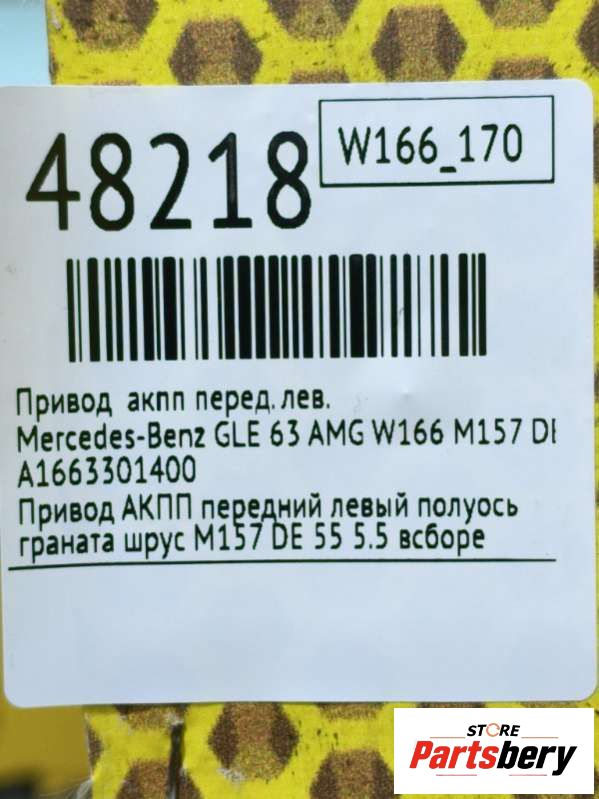 48218
W166_170
Привод акпп перед. лев.
Mercedes-Benz GLE 63 AMG W166 M157 DE
A1663301400
Привод АКПП передний левый полуось
граната шрус M157 DE 55 5.5 всборе
STORE
Partsbery